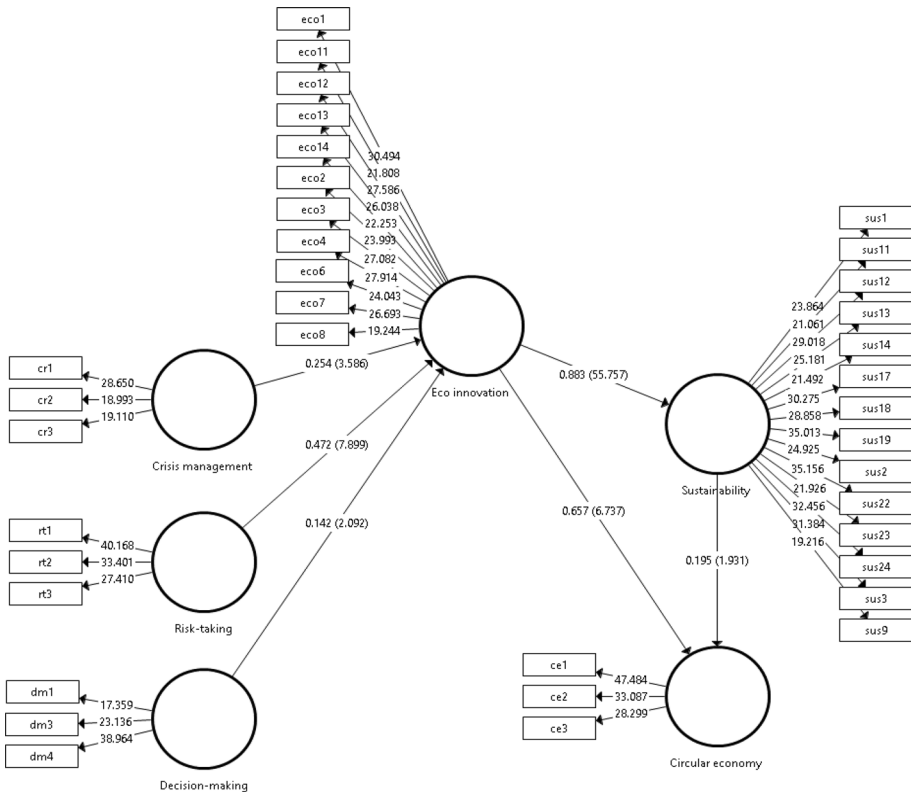 eco1
eco11
eco12
eco13
eco14
eco2
eco3
eco4
eco6
eco7
eco8
30.494
21.808
27.586
26.038
22.253
23.993
27.082
27.914
24.043
26.693
19.244
Eco innovation
cr1
cr2
cr3
28.650
18.993
19.110
Crisis management
0.254 (3.586)
rt1
rt2
rt3
40.168
33.401
27.410
Risk-taking
0.472 (7.899)
dm1
dm3
dm4
17.359
23.136
38.964
Decision-making
0.142 (2.092)
0.883 (55.757)
0.657 (6.737)
Sustainability
0.195 (1.931)
23.864
21.061
29.018
25.181
21.492
30.275
28.858
35.013
24.925
35.156
21.926
32.456
31.384
19.216
sus1
sus11
sus12
sus13
sus14
sus17
sus18
sus19
sus2
sus22
sus23
sus24
sus3
sus9
ce1
ce2
ce3
47.484
33.087
28.299
Circular economy